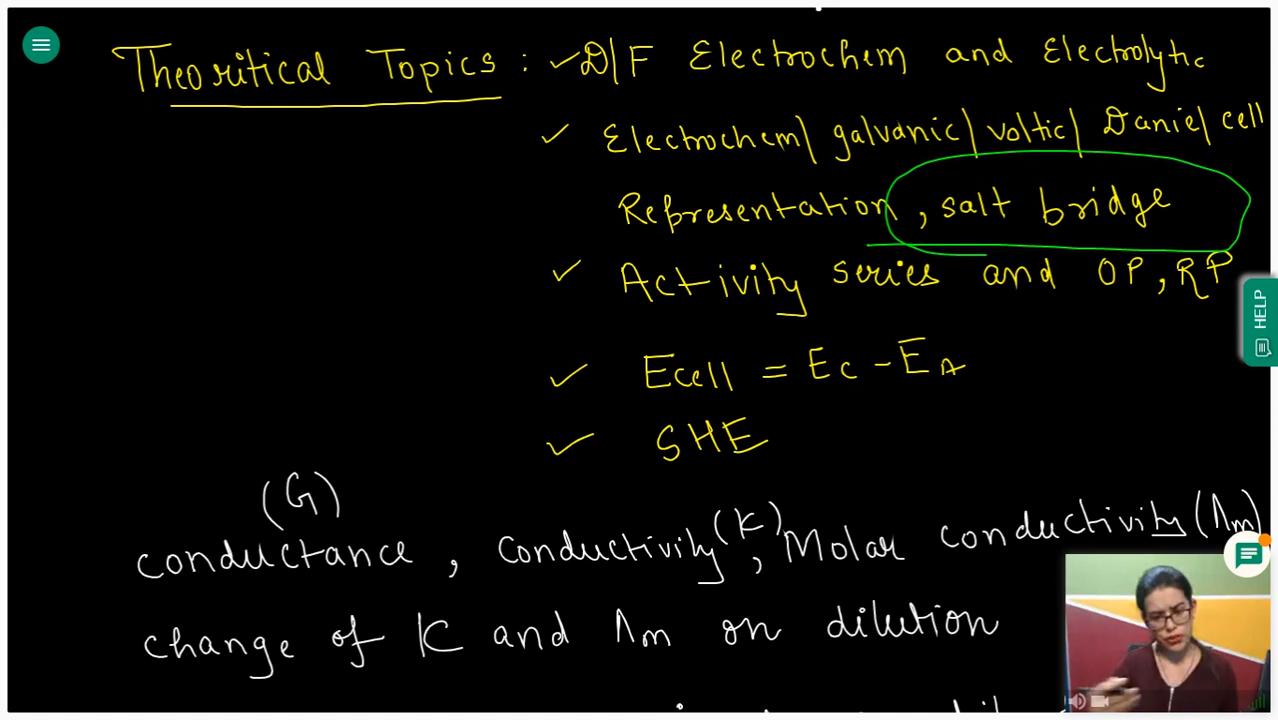 Theoritical Topics : ✓ D/F Electrochem and Electrolytic
✓ Electrochem/ galvanic/ voltic/ Daniel cell
Representation , salt bridge
✓ Activity series and OP, RP
✓ Ecell = Ec - EA
✓ SHE
(G)
conductance , conductivity (K) , Molar conductivity (Λm)
change of K and Λm on dilution
HELP